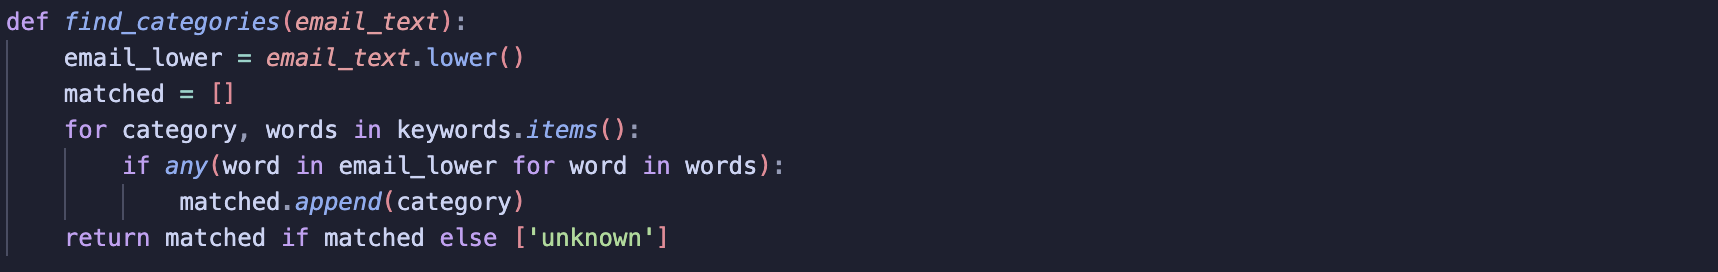 def find_categories(email_text):
    email_lower = email_text.lower()
    matched = []
    for category, words in keywords.items():
        if any(word in email_lower for word in words):
            matched.append(category)
    return matched if matched else ['unknown']